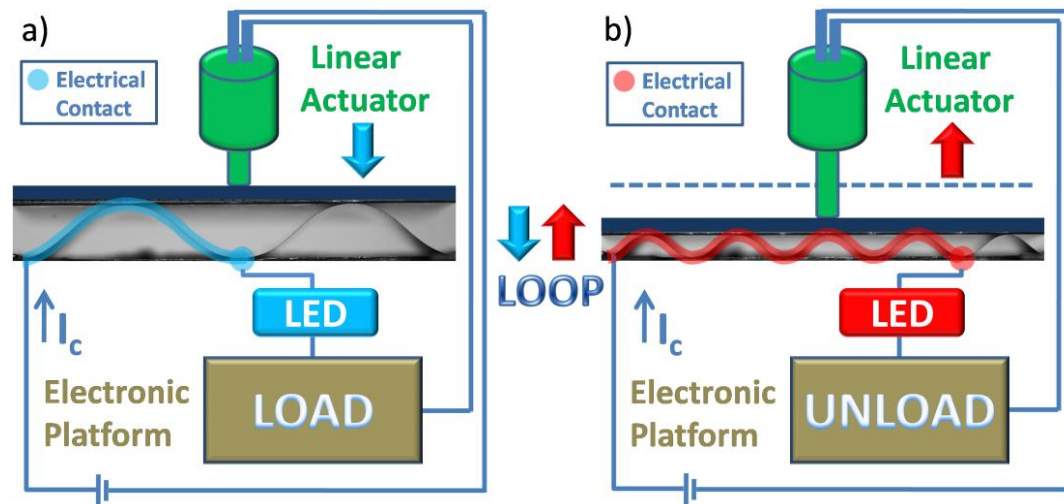 a)
Electrical
Contact
Linear
Actuator
LED
I c
Electronic
Platform
LOAD
LOOP
b)
Electrical
Contact
Linear
Actuator
LED
I c
Electronic
Platform
UNLOAD